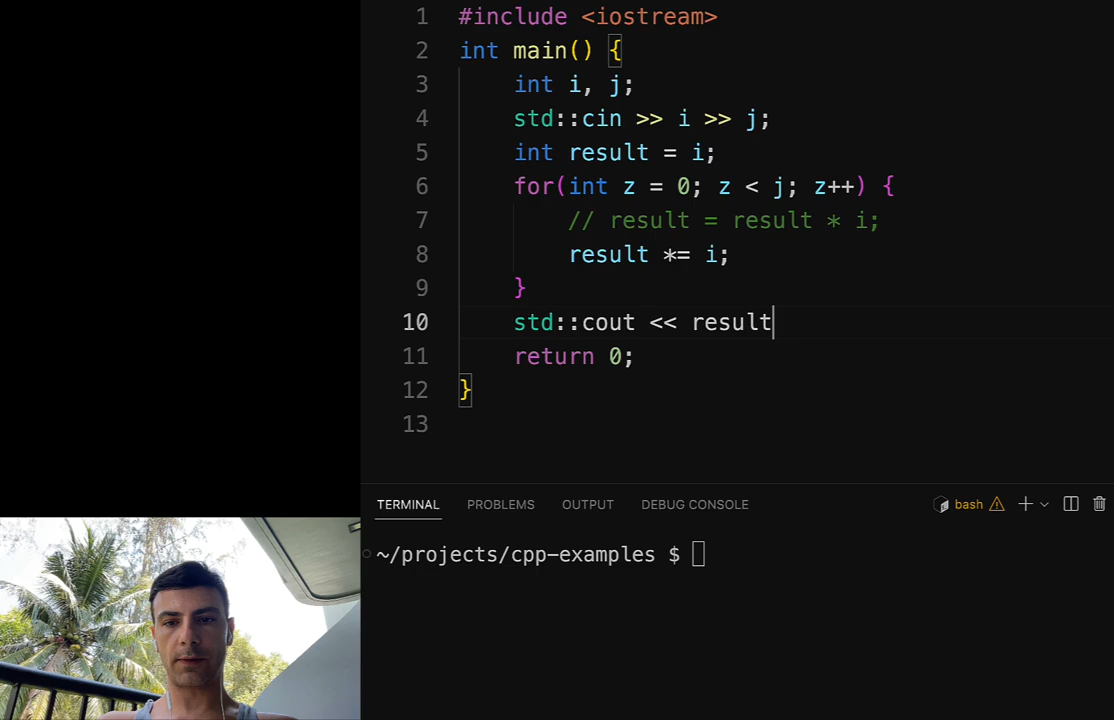 1 #include <iostream>
2 int main() {
3 int i, j;
4 std::cin >> i >> j;
5 int result = i;
6 for(int z = 0; z < j; z++) {
7 // result = result * i;
8 result *= i;
9 }
10 std::cout << result
11 return 0;
12 }
13
TERMINAL PROBLEMS OUTPUT DEBUG CONSOLE bash
~/projects/cpp-examples $